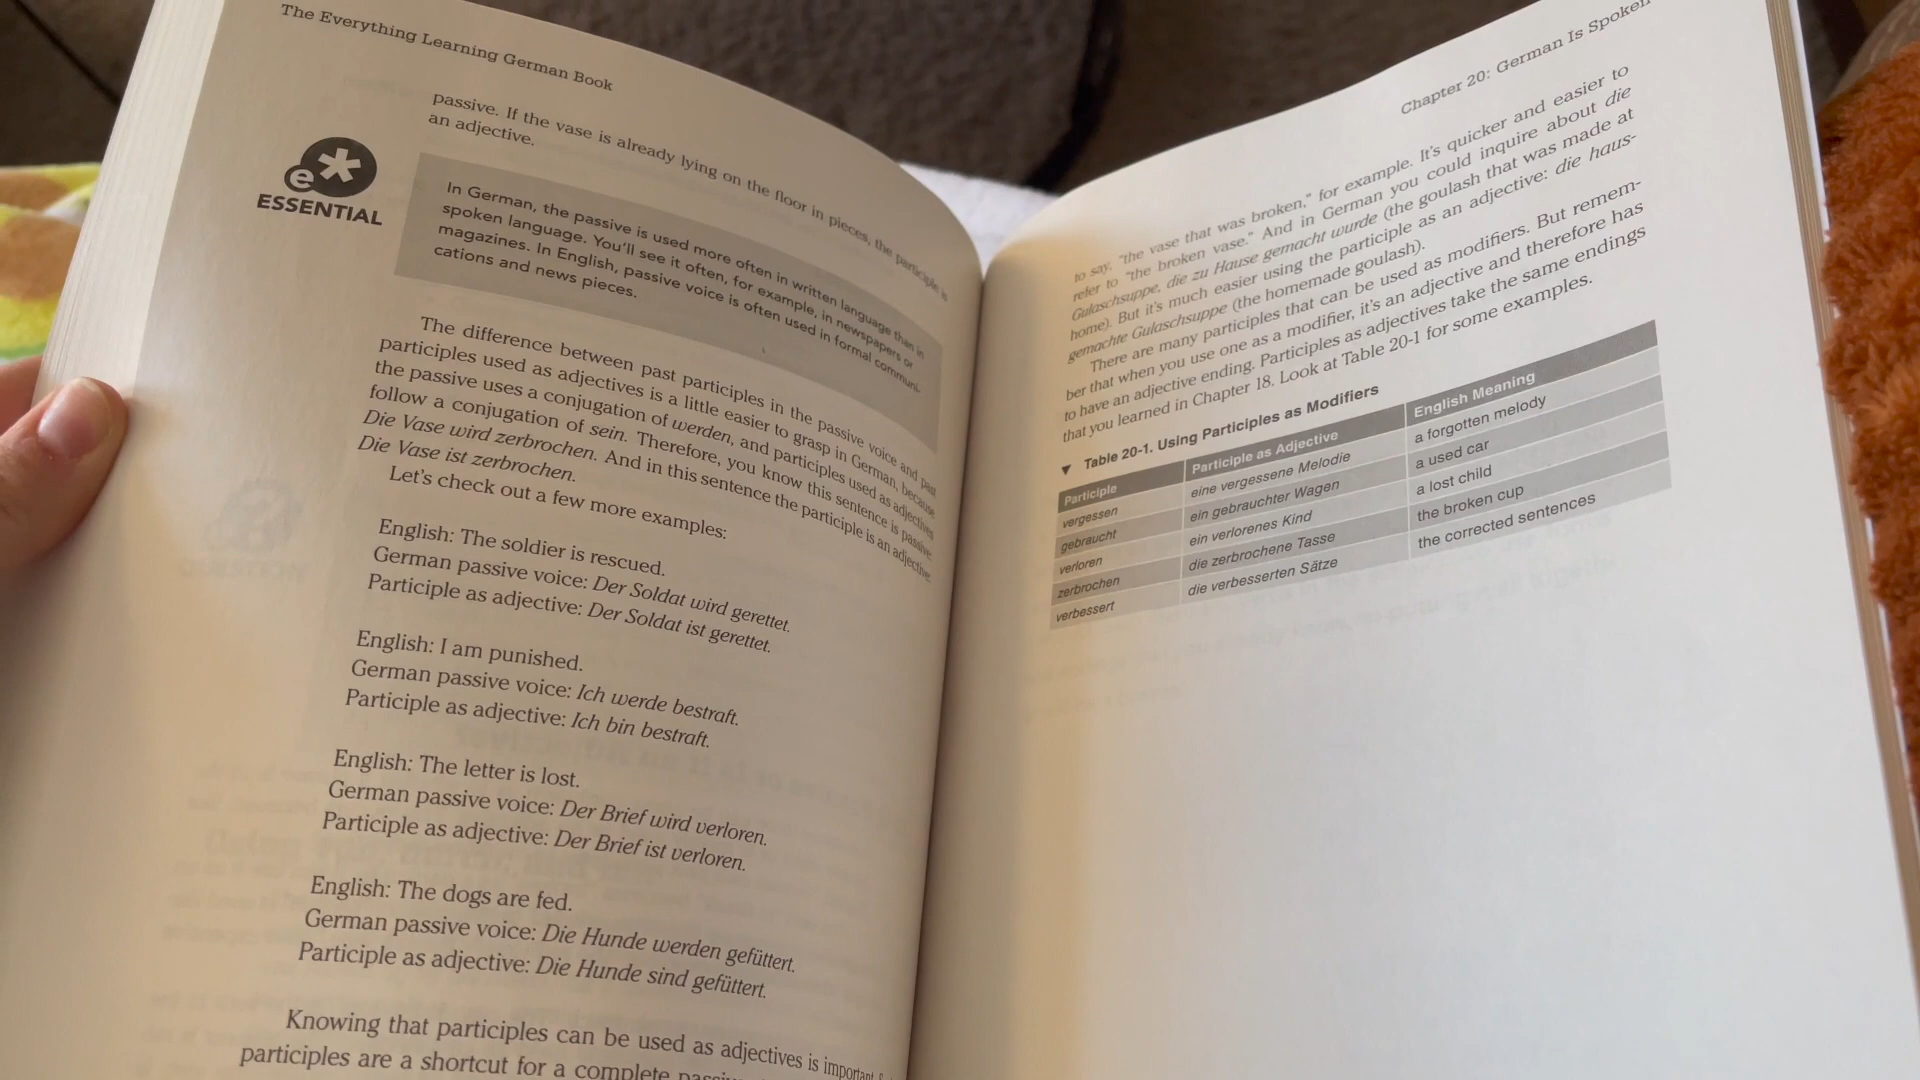 The Everything Learning German Book
passive. If the vase is already lying on the floor in pieces, the participle is
an adjective.
e*
ESSENTIAL
In German, the passive is used more often in written language than in
spoken language. You'll see it often, for example, in newspapers or
magazines. In English, passive voice is often used in formal communi-
cations and news pieces.
The difference between past participles in the passive voice and past
participles used as adjectives is a little easier to grasp in German, because
the passive uses a conjugation of werden, and participles used as adjectives
follow a conjugation of sein. Therefore, you know this sentence is passive:
Die Vase wird zerbrochen. And in this sentence the participle is an adjective:
Die Vase ist zerbrochen.
Let's check out a few more examples:
English: The soldier is rescued.
German passive voice: Der Soldat wird gerettet.
Participle as adjective: Der Soldat ist gerettet.
English: I am punished.
German passive voice: Ich werde bestraft.
Participle as adjective: Ich bin bestraft.
English: The letter is lost.
German passive voice: Der Brief wird verloren.
Participle as adjective: Der Brief ist verloren.
English: The dogs are fed.
German passive voice: Die Hunde werden gefüttert.
Participle as adjective: Die Hunde sind gefüttert.
Knowing that participles can be used as adjectives is important
participles are a shortcut for a complete
Chapter 20: German Is Spoken
to say, "the vase that was broken," for example. It's quicker and easier to
refer to "the broken vase." And in German you could inquire about die
Gulaschsuppe, die zu Hause gemacht wurde (the goulash that was made at
home). But it's much easier using the participle as an adjective: die haus-
gemachte Gulaschsuppe (the homemade goulash).
There are many participles that can be used as modifiers. But remem-
ber that when you use one as a modifier, it's an adjective and therefore has
to have an adjective ending. Participles as adjectives take the same endings
that you learned in Chapter 18. Look at Table 20-1 for some examples.
▼ Table 20-1. Using Participles as Modifiers
Participle Participle as Adjective English Meaning
vergessen eine vergessene Melodie a forgotten melody
gebraucht ein gebrauchter Wagen a used car
verloren ein verlorenes Kind a lost child
zerbrochen die zerbrochene Tasse the broken cup
verbessert die verbesserten Sätze the corrected sentences